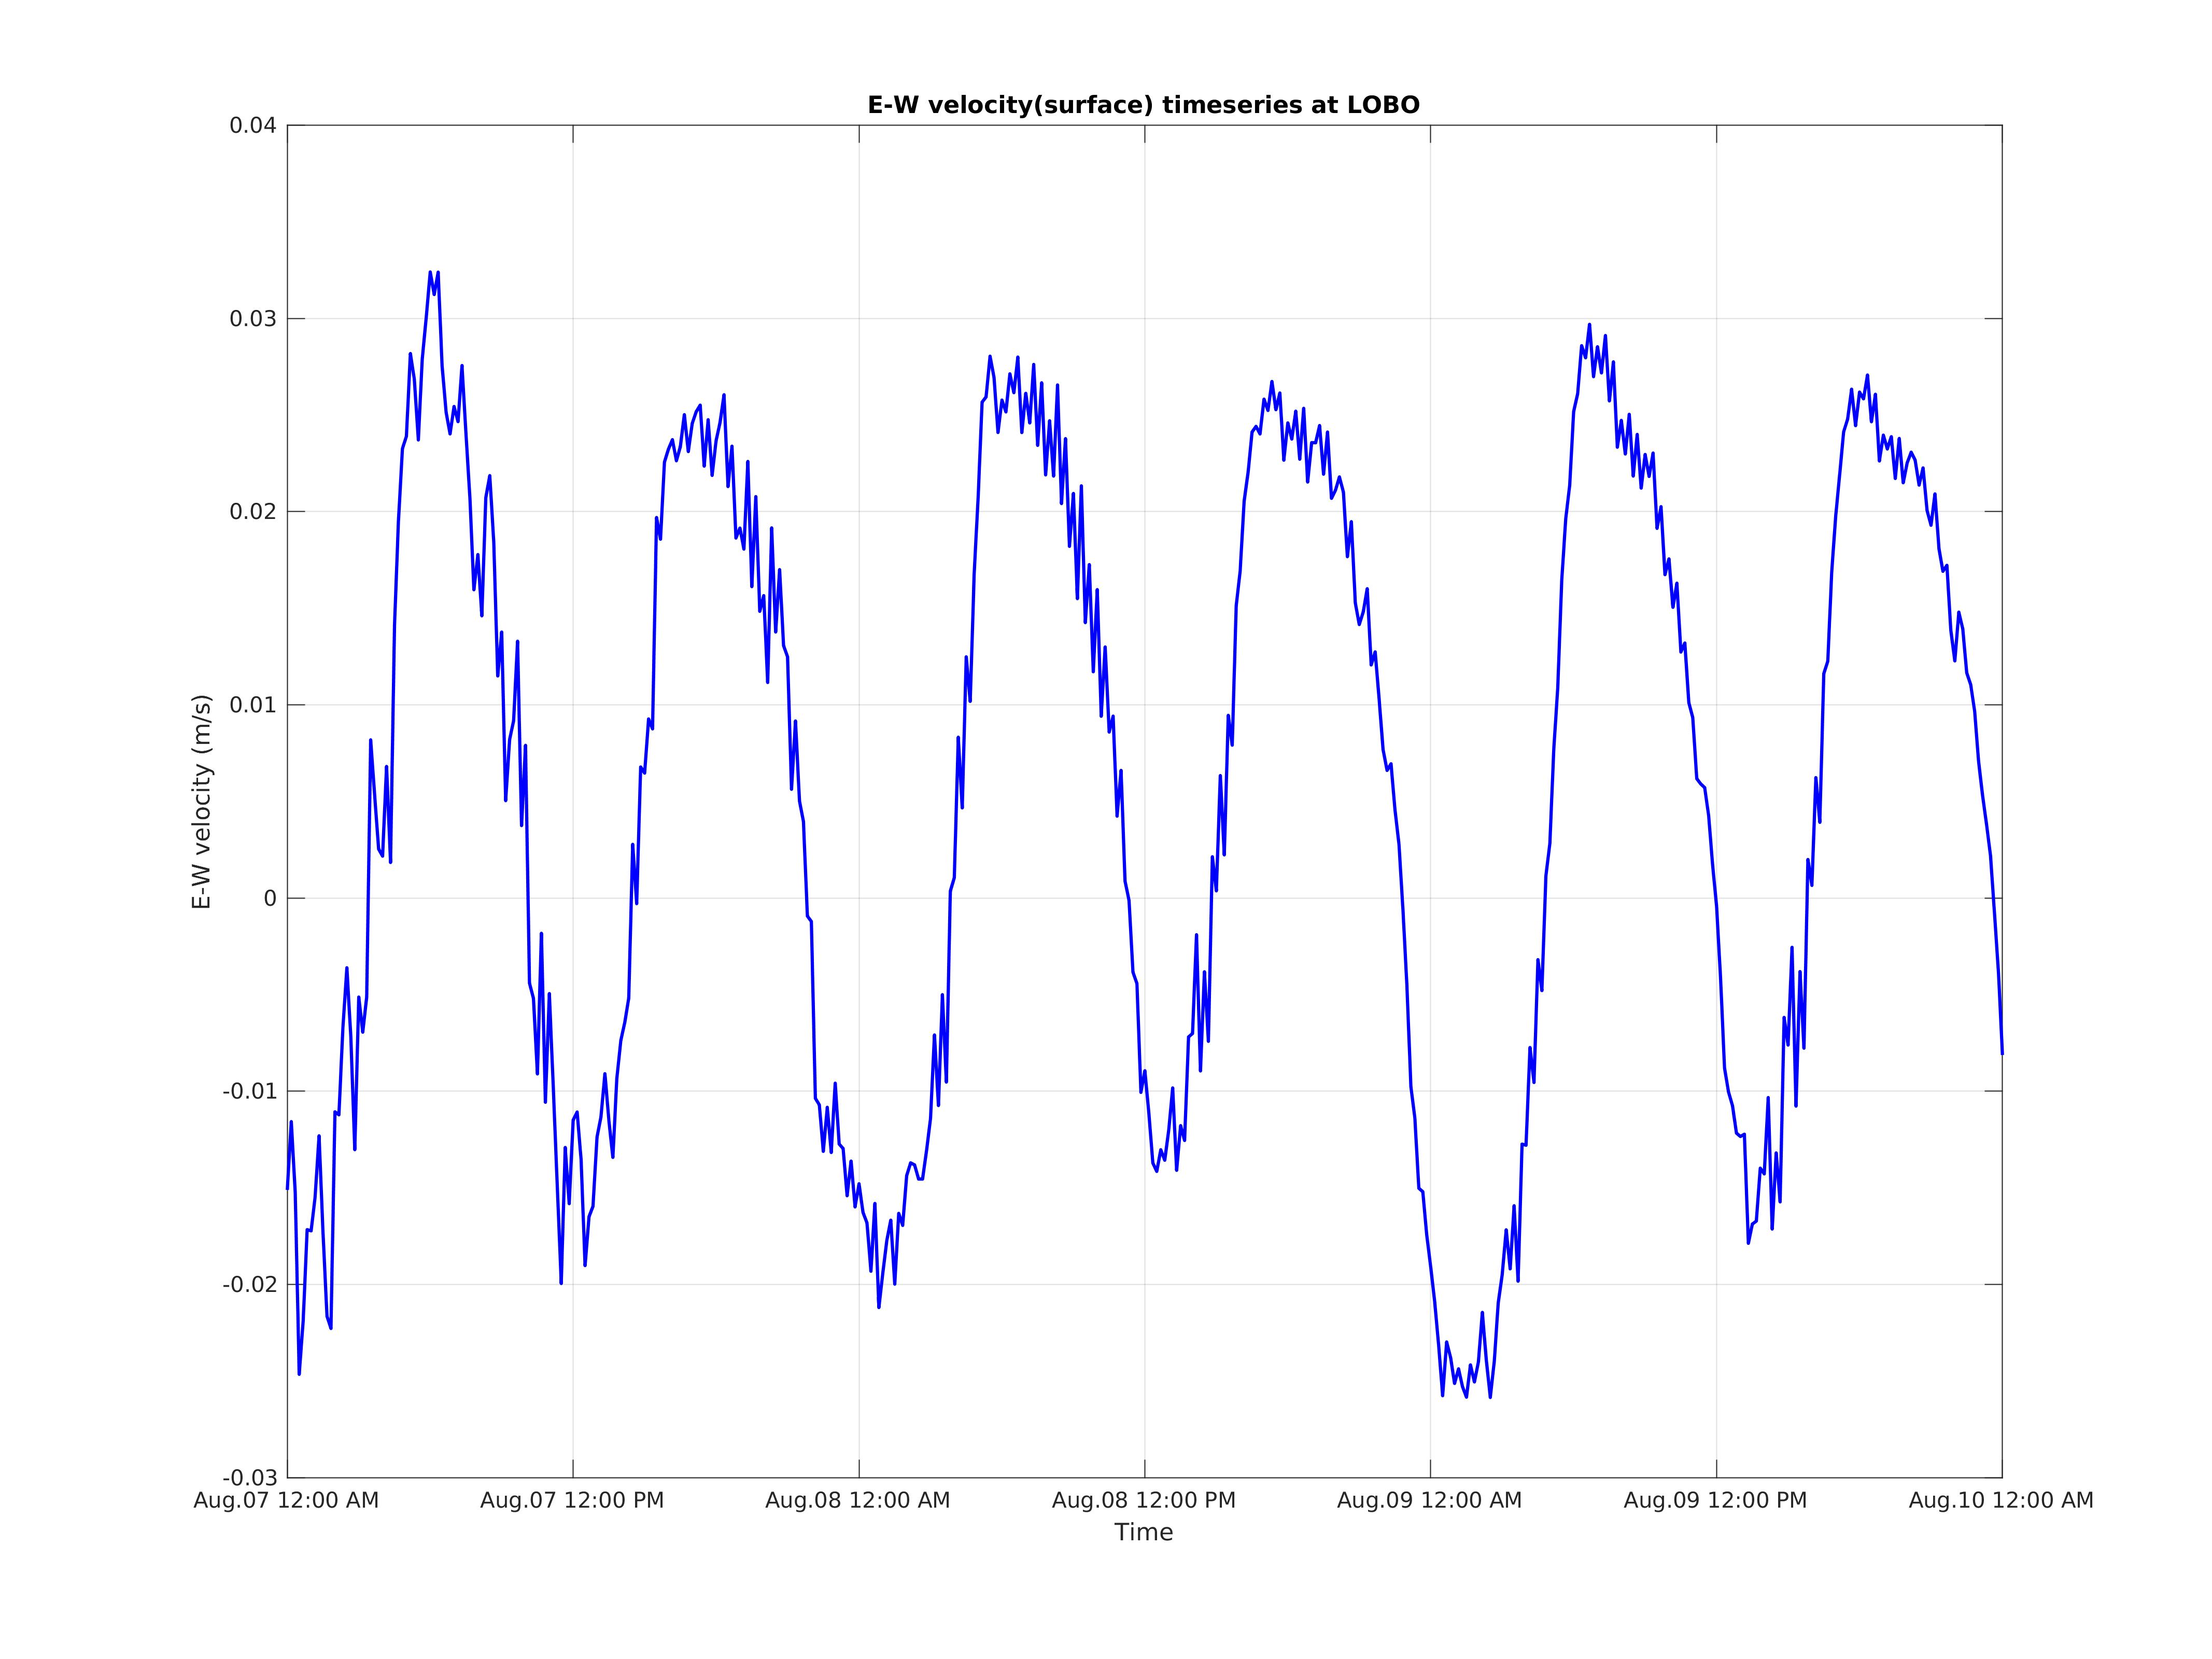 E-W velocity(surface) timeseries at LOBO
0.04
0.03
0.02
0.01
0
-0.01
-0.02
-0.03
E-W velocity (m/s)
Aug.07 12:00 AM
Aug.07 12:00 PM
Aug.08 12:00 AM
Aug.08 12:00 PM
Aug.09 12:00 AM
Aug.09 12:00 PM
Aug.10 12:00 AM
Time